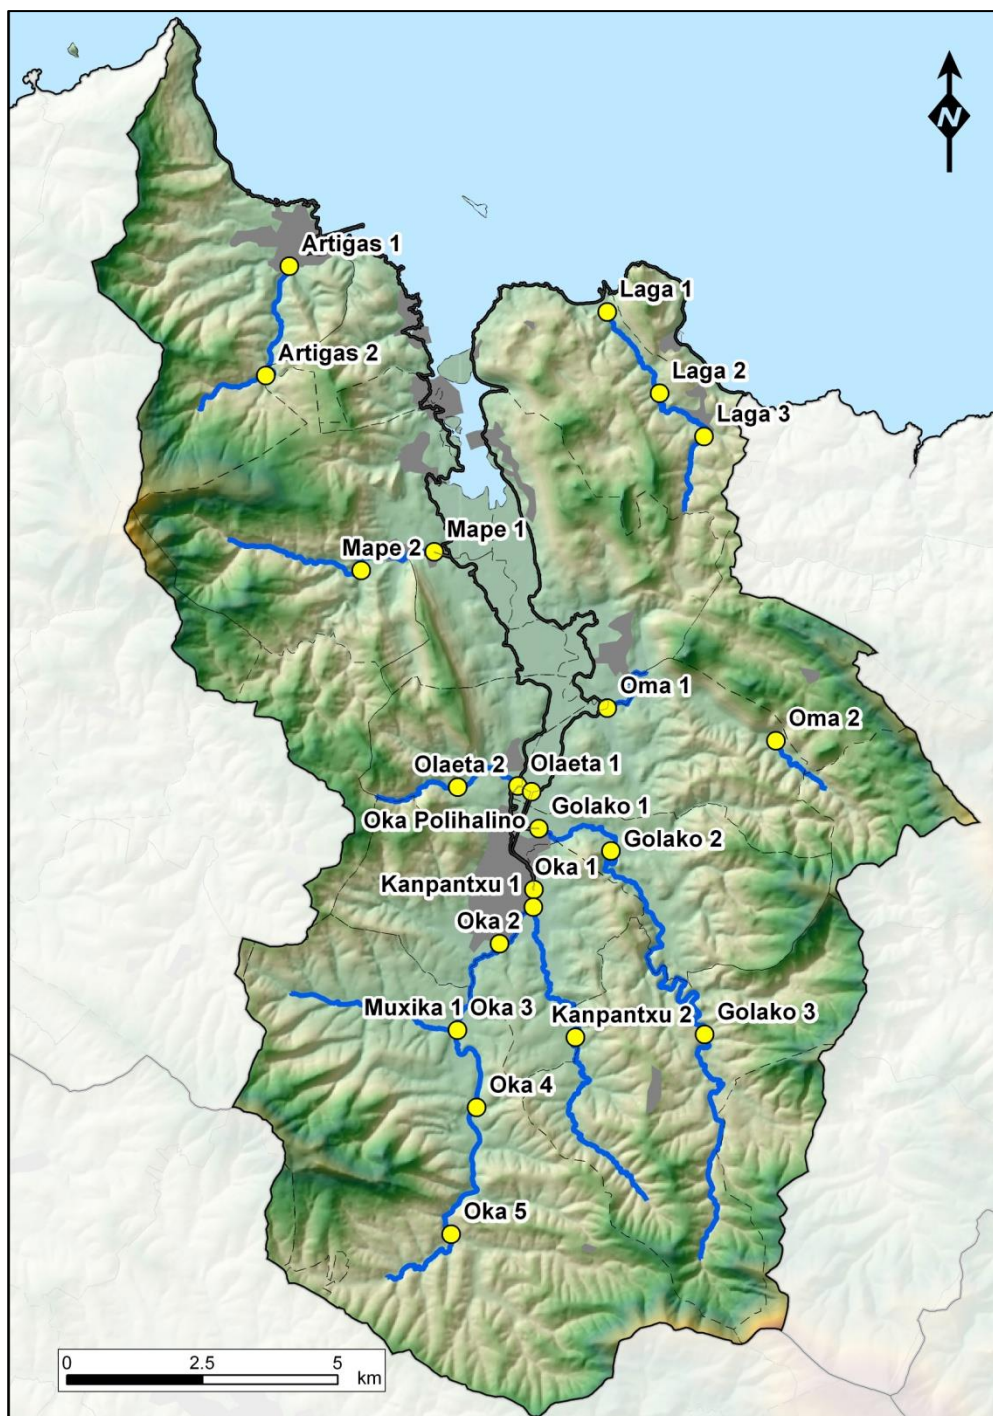 N
Artigas 1
Laga 1
Artigas 2
Laga 2
Laga 3
Mape 1
Mape 2
Oma 1
Oma 2
Olaeta 2
Olaeta 1
Oka Polihalino
Golako 1
Golako 2
Oka 1
Kanpantxu 1
Oka 2
Muxika 1
Oka 3
Kanpantxu 2
Golako 3
Oka 4
Oka 5
0 2.5 5
km